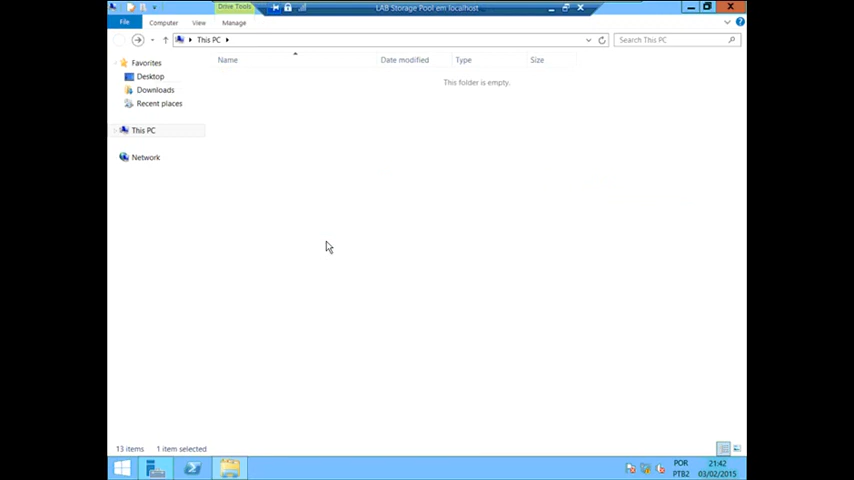 Drive Tools
LAB Storage Pool em localhost
File
Computer
View
Manage
This PC
Search This PC
Name
Date modified
Type
Size
This folder is empty.
Favorites
Desktop
Downloads
Recent places
This PC
Network
13 items
1 item selected
POR
PTB2
21:42
03/02/2015